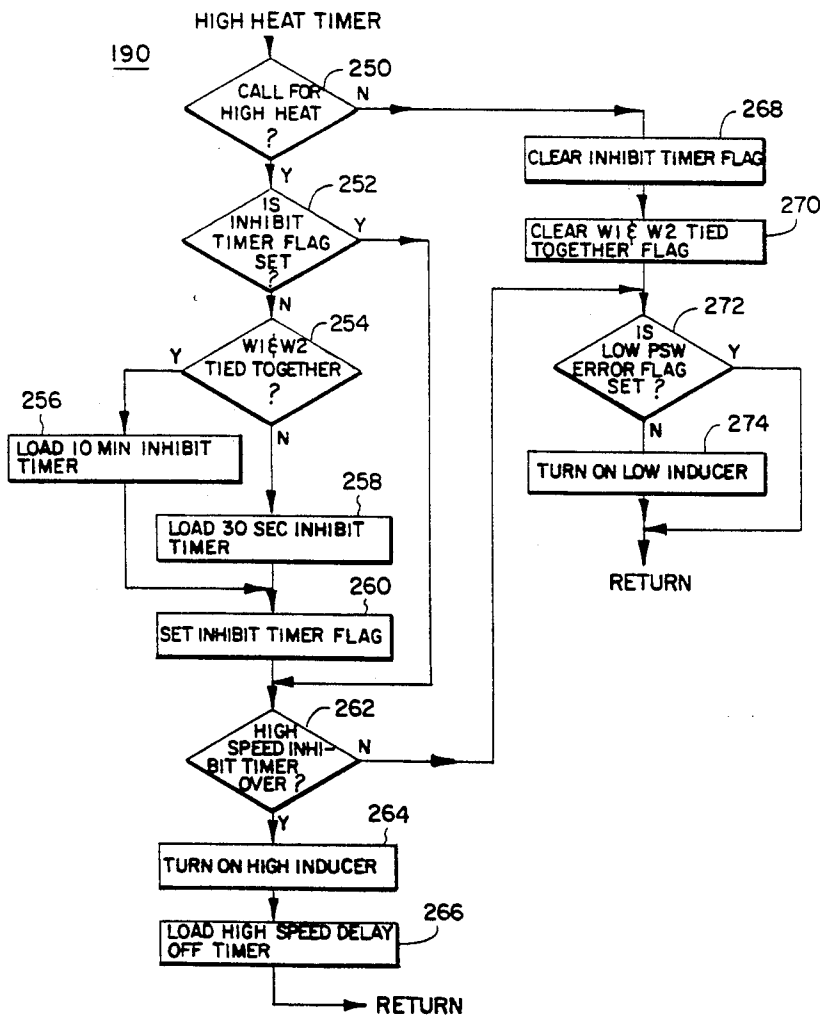 HIGH HEAT TIMER
190
250
CALL FOR
HIGH HEAT
?
N
Y
252
IS
INHIBIT
TIMER FLAG
SET
?
Y
N
254
W1 & W2
TIED TOGETHER
?
Y
N
256
LOAD 10 MIN INHIBIT
TIMER
258
LOAD 30 SEC INHIBIT
TIMER
260
SET INHIBIT TIMER FLAG
262
HIGH
SPEED INHI-
BIT TIMER
OVER ?
N
Y
264
TURN ON HIGH INDUCER
266
LOAD HIGH SPEED DELAY
OFF TIMER
RETURN
268
CLEAR INHIBIT TIMER FLAG
270
CLEAR W1 & W2 TIED
TOGETHER FLAG
272
IS
LOW PSW
ERROR FLAG
SET ?
Y
N
274
TURN ON LOW INDUCER
RETURN